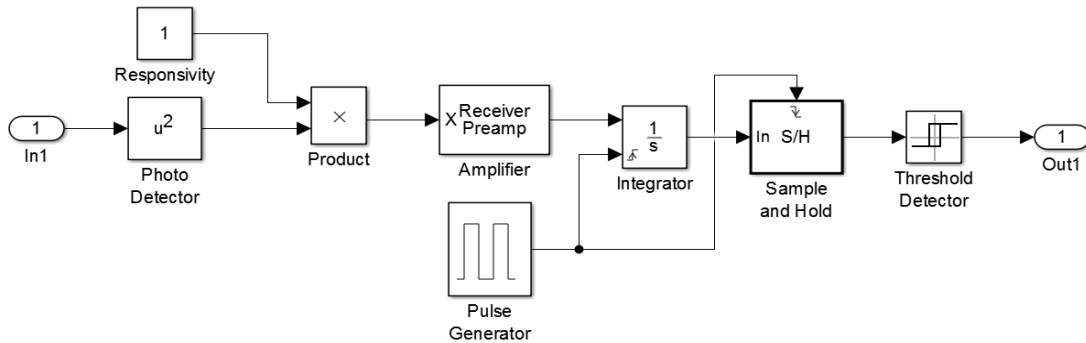 1
Responsivity
1
In1
u2
Photo
Detector
×
Product
X Receiver
Preamp
Amplifier
1
s
Integrator
Pulse
Generator
In S/H
Sample
and Hold
Threshold
Detector
1
Out1